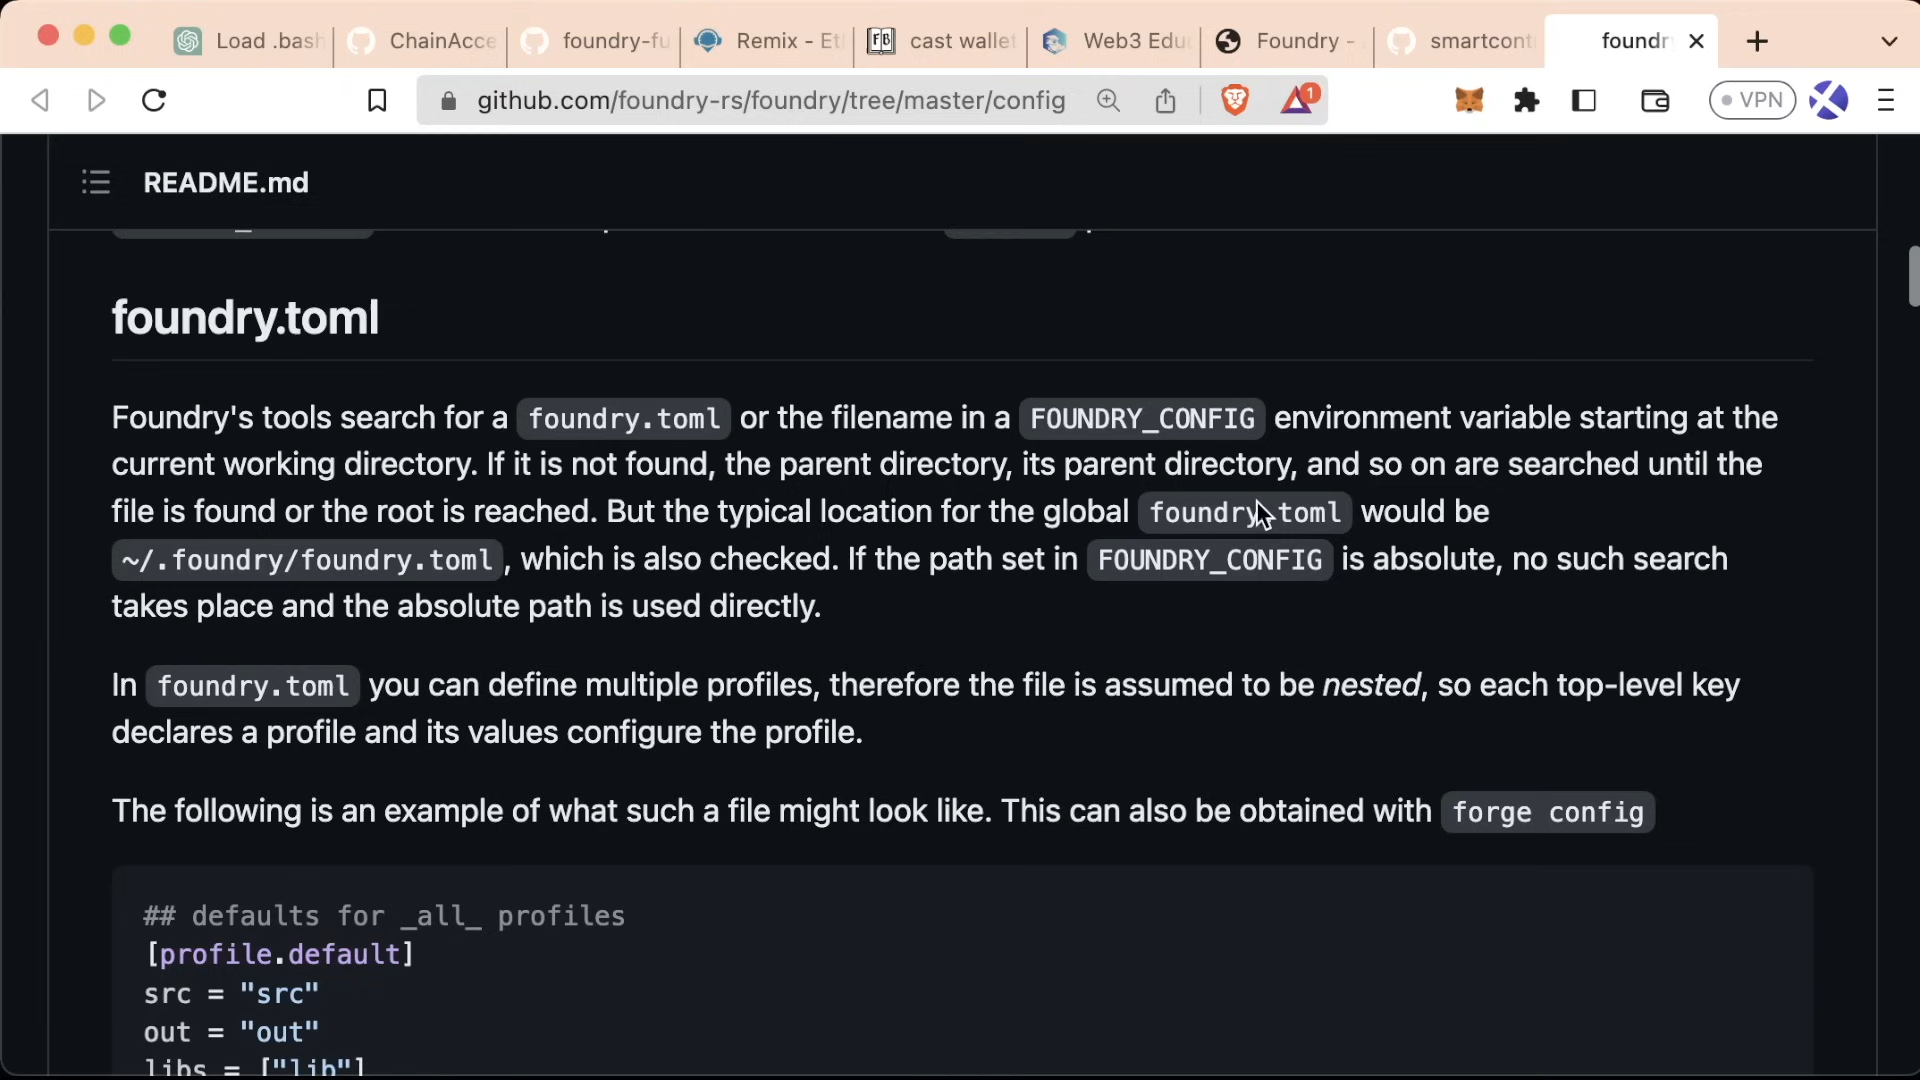 Load .bash
ChainAcce
foundry-fu
Remix - Et
cast wallet
Web3 Edu
Foundry -
smartcont
foundr
github.com/foundry-rs/foundry/tree/master/config
1
VPN
README.md
foundry.toml
Foundry's tools search for a foundry.toml or the filename in a FOUNDRY_CONFIG environment variable starting at the
current working directory. If it is not found, the parent directory, its parent directory, and so on are searched until the
file is found or the root is reached. But the typical location for the global foundry.toml would be
~/.foundry/foundry.toml, which is also checked. If the path set in FOUNDRY_CONFIG is absolute, no such search
takes place and the absolute path is used directly.
In foundry.toml you can define multiple profiles, therefore the file is assumed to be nested, so each top-level key
declares a profile and its values configure the profile.
The following is an example of what such a file might look like. This can also be obtained with forge config
## defaults for _all_ profiles
[profile.default]
src = "src"
out = "out"
libs = ["lib"]